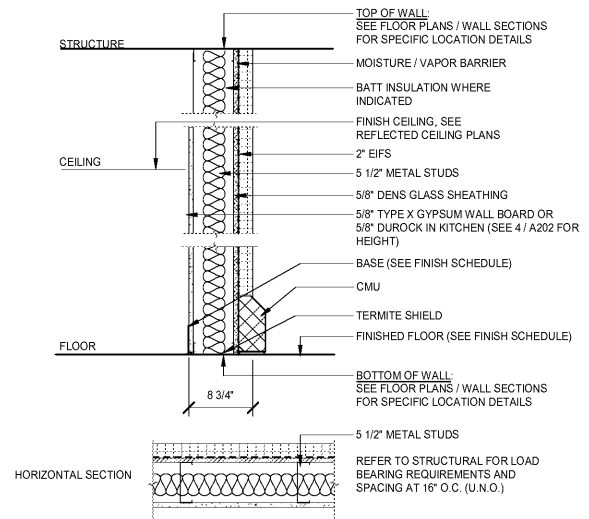 TOP OF WALL:
SEE FLOOR PLANS / WALL SECTIONS
FOR SPECIFIC LOCATION DETAILS
STRUCTURE
MOISTURE / VAPOR BARRIER
BATT INSULATION WHERE
INDICATED
FINISH CEILING, SEE
REFLECTED CEILING PLANS
2" EIFS
CEILING
5 1/2" METAL STUDS
5/8" DENS GLASS SHEATHING
5/8" TYPE X GYPSUM WALL BOARD OR
5/8" DUROCK IN KITCHEN (SEE 4 / A202 FOR
HEIGHT)
BASE (SEE FINISH SCHEDULE)
CMU
TERMITE SHIELD
FINISHED FLOOR (SEE FINISH SCHEDULE)
FLOOR
BOTTOM OF WALL:
SEE FLOOR PLANS / WALL SECTIONS
FOR SPECIFIC LOCATION DETAILS
8 3/4"
5 1/2" METAL STUDS
HORIZONTAL SECTION
REFER TO STRUCTURAL FOR LOAD
BEARING REQUIREMENTS AND
SPACING AT 16" O.C. (U.N.O.)